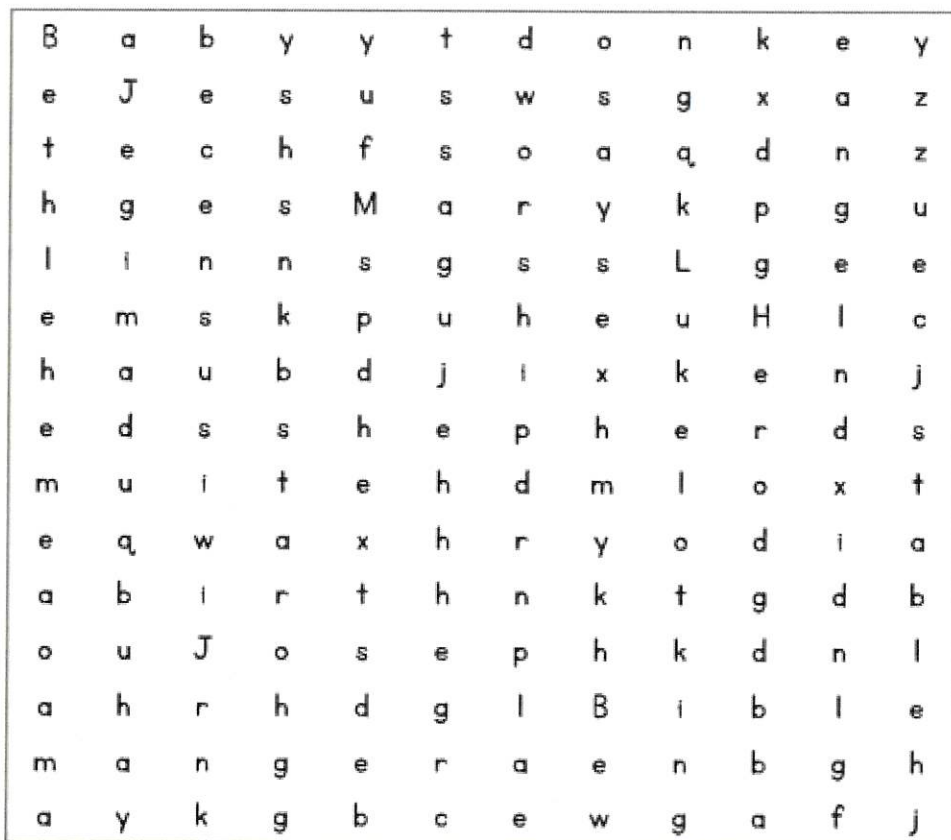 B a b y y t d o n k e y
e J e s u s w s g x a z
t e c h f s o a q d n z
h g e s M a r y k p g u
l i n n s g s s L g e e
e m s k p u h e u H l c
h a u b d j i x k e n j
e d s s h e p h e r d s
m u i t e h d m l o x t
e q w a x h r y o d i a
a b i r t h n k t g d b
o u J o s e p h k d n l
a h r h d g l B i b l e
m a n g e r a e n b g h
a y k g b c e w g a f j